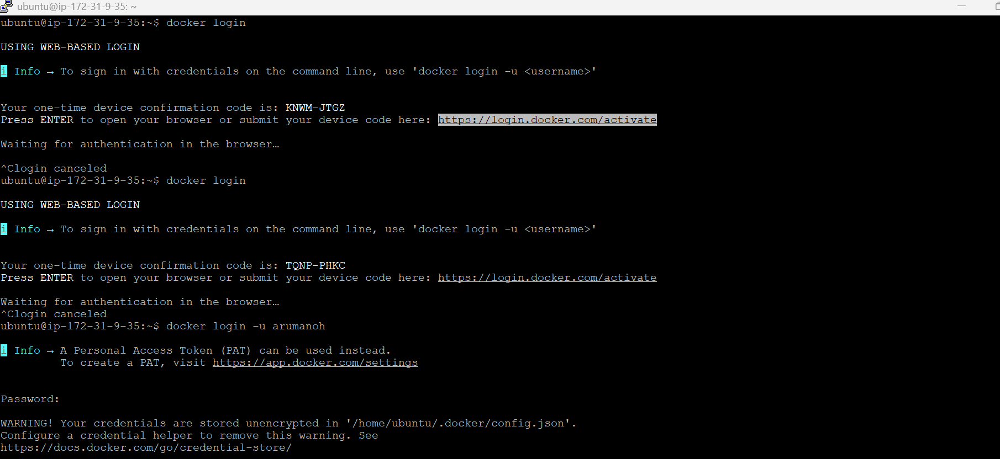 ubuntu@ip-172-31-9-35: ~
ubuntu@ip-172-31-9-35:~$ docker login
USING WEB-BASED LOGIN
i Info → To sign in with credentials on the command line, use 'docker login -u <username>'
Your one-time device confirmation code is: KNWM-JTGZ
Press ENTER to open your browser or submit your device code here: https://login.docker.com/activate
Waiting for authentication in the browser…
^Clogin canceled
ubuntu@ip-172-31-9-35:~$ docker login
USING WEB-BASED LOGIN
i Info → To sign in with credentials on the command line, use 'docker login -u <username>'
Your one-time device confirmation code is: TQNP-PHKC
Press ENTER to open your browser or submit your device code here: https://login.docker.com/activate
Waiting for authentication in the browser…
^Clogin canceled
ubuntu@ip-172-31-9-35:~$ docker login -u arumanoh
i Info → A Personal Access Token (PAT) can be used instead.
To create a PAT, visit https://app.docker.com/settings
Password:
WARNING! Your credentials are stored unencrypted in '/home/ubuntu/.docker/config.json'.
Configure a credential helper to remove this warning. See
https://docs.docker.com/go/credential-store/